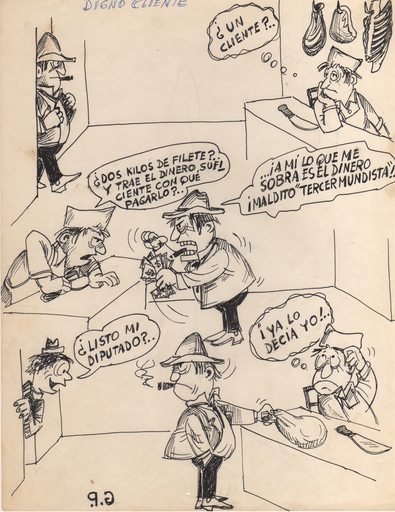 DIGNO CLIENTE
¿UN
CLIENTE?..
¿DOS KILOS DE FILETE?..
Y TRAE EL DINERO, SUFI_
CIENTE CON QUÉ
PAGARLO?..
...¡A MÍ LO QUE ME
SOBRA ES EL DINERO
¡MALDITO "TERCERMUNDISTA"!..
¿LISTO MI
DIPUTADO?..
¡YA LO
DECÍA YO!..
G.P.